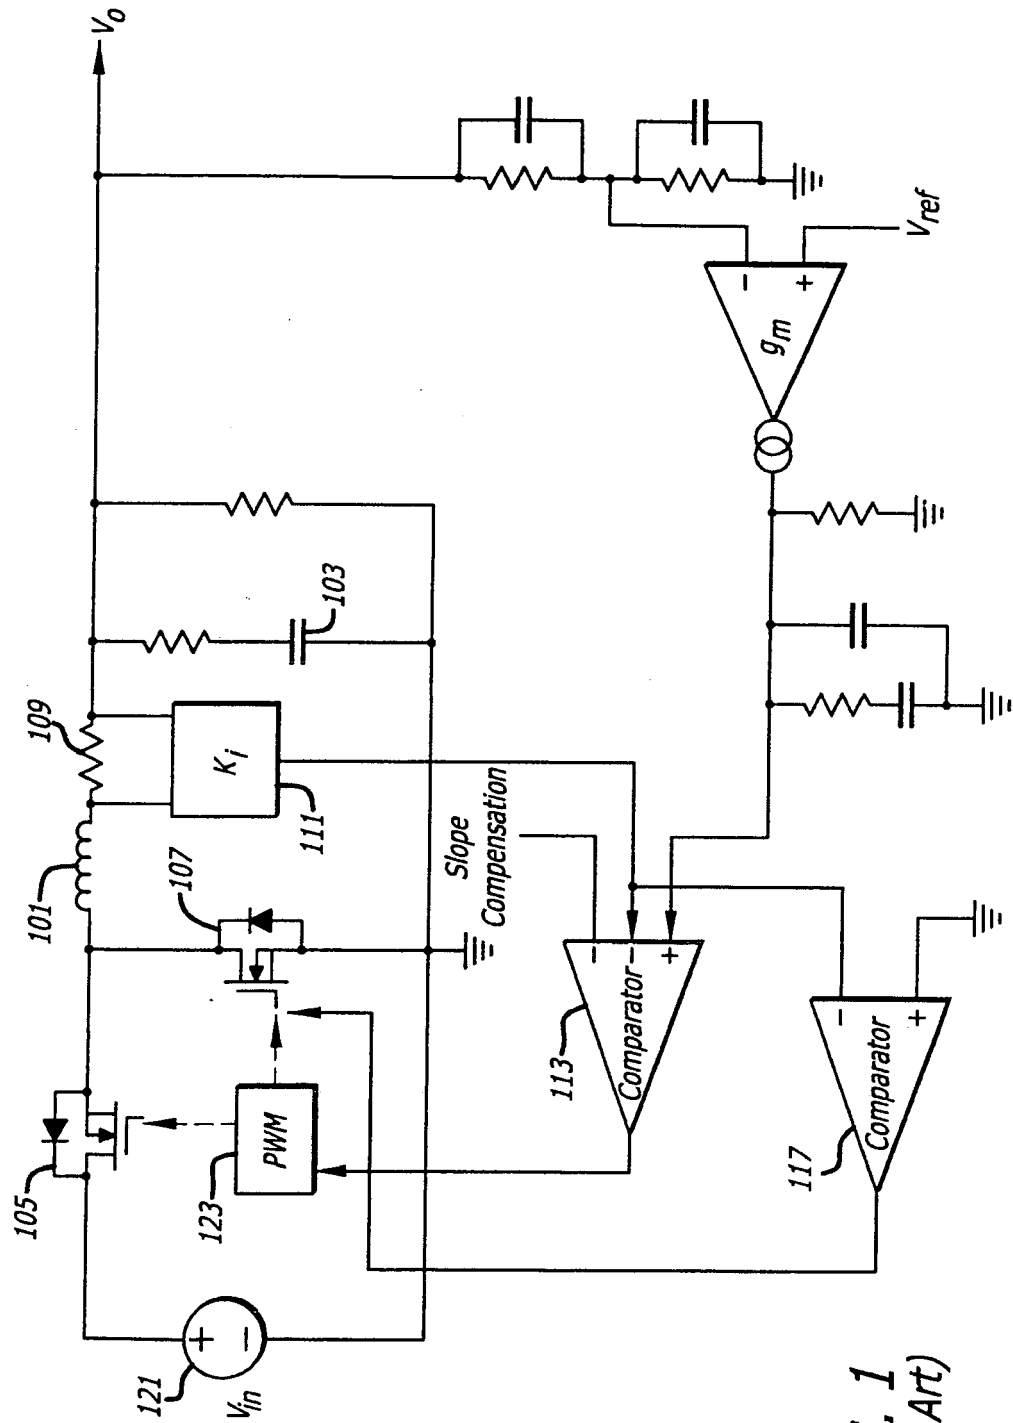 V₀
109
103
101
Kᵢ
111
107
Slope
Compensation
Vref
gm
−
+
105
PWM
123
113
−
−
+
Comparator
117
−
+
Comparator
121
+
−
Vin
. 1
Art)